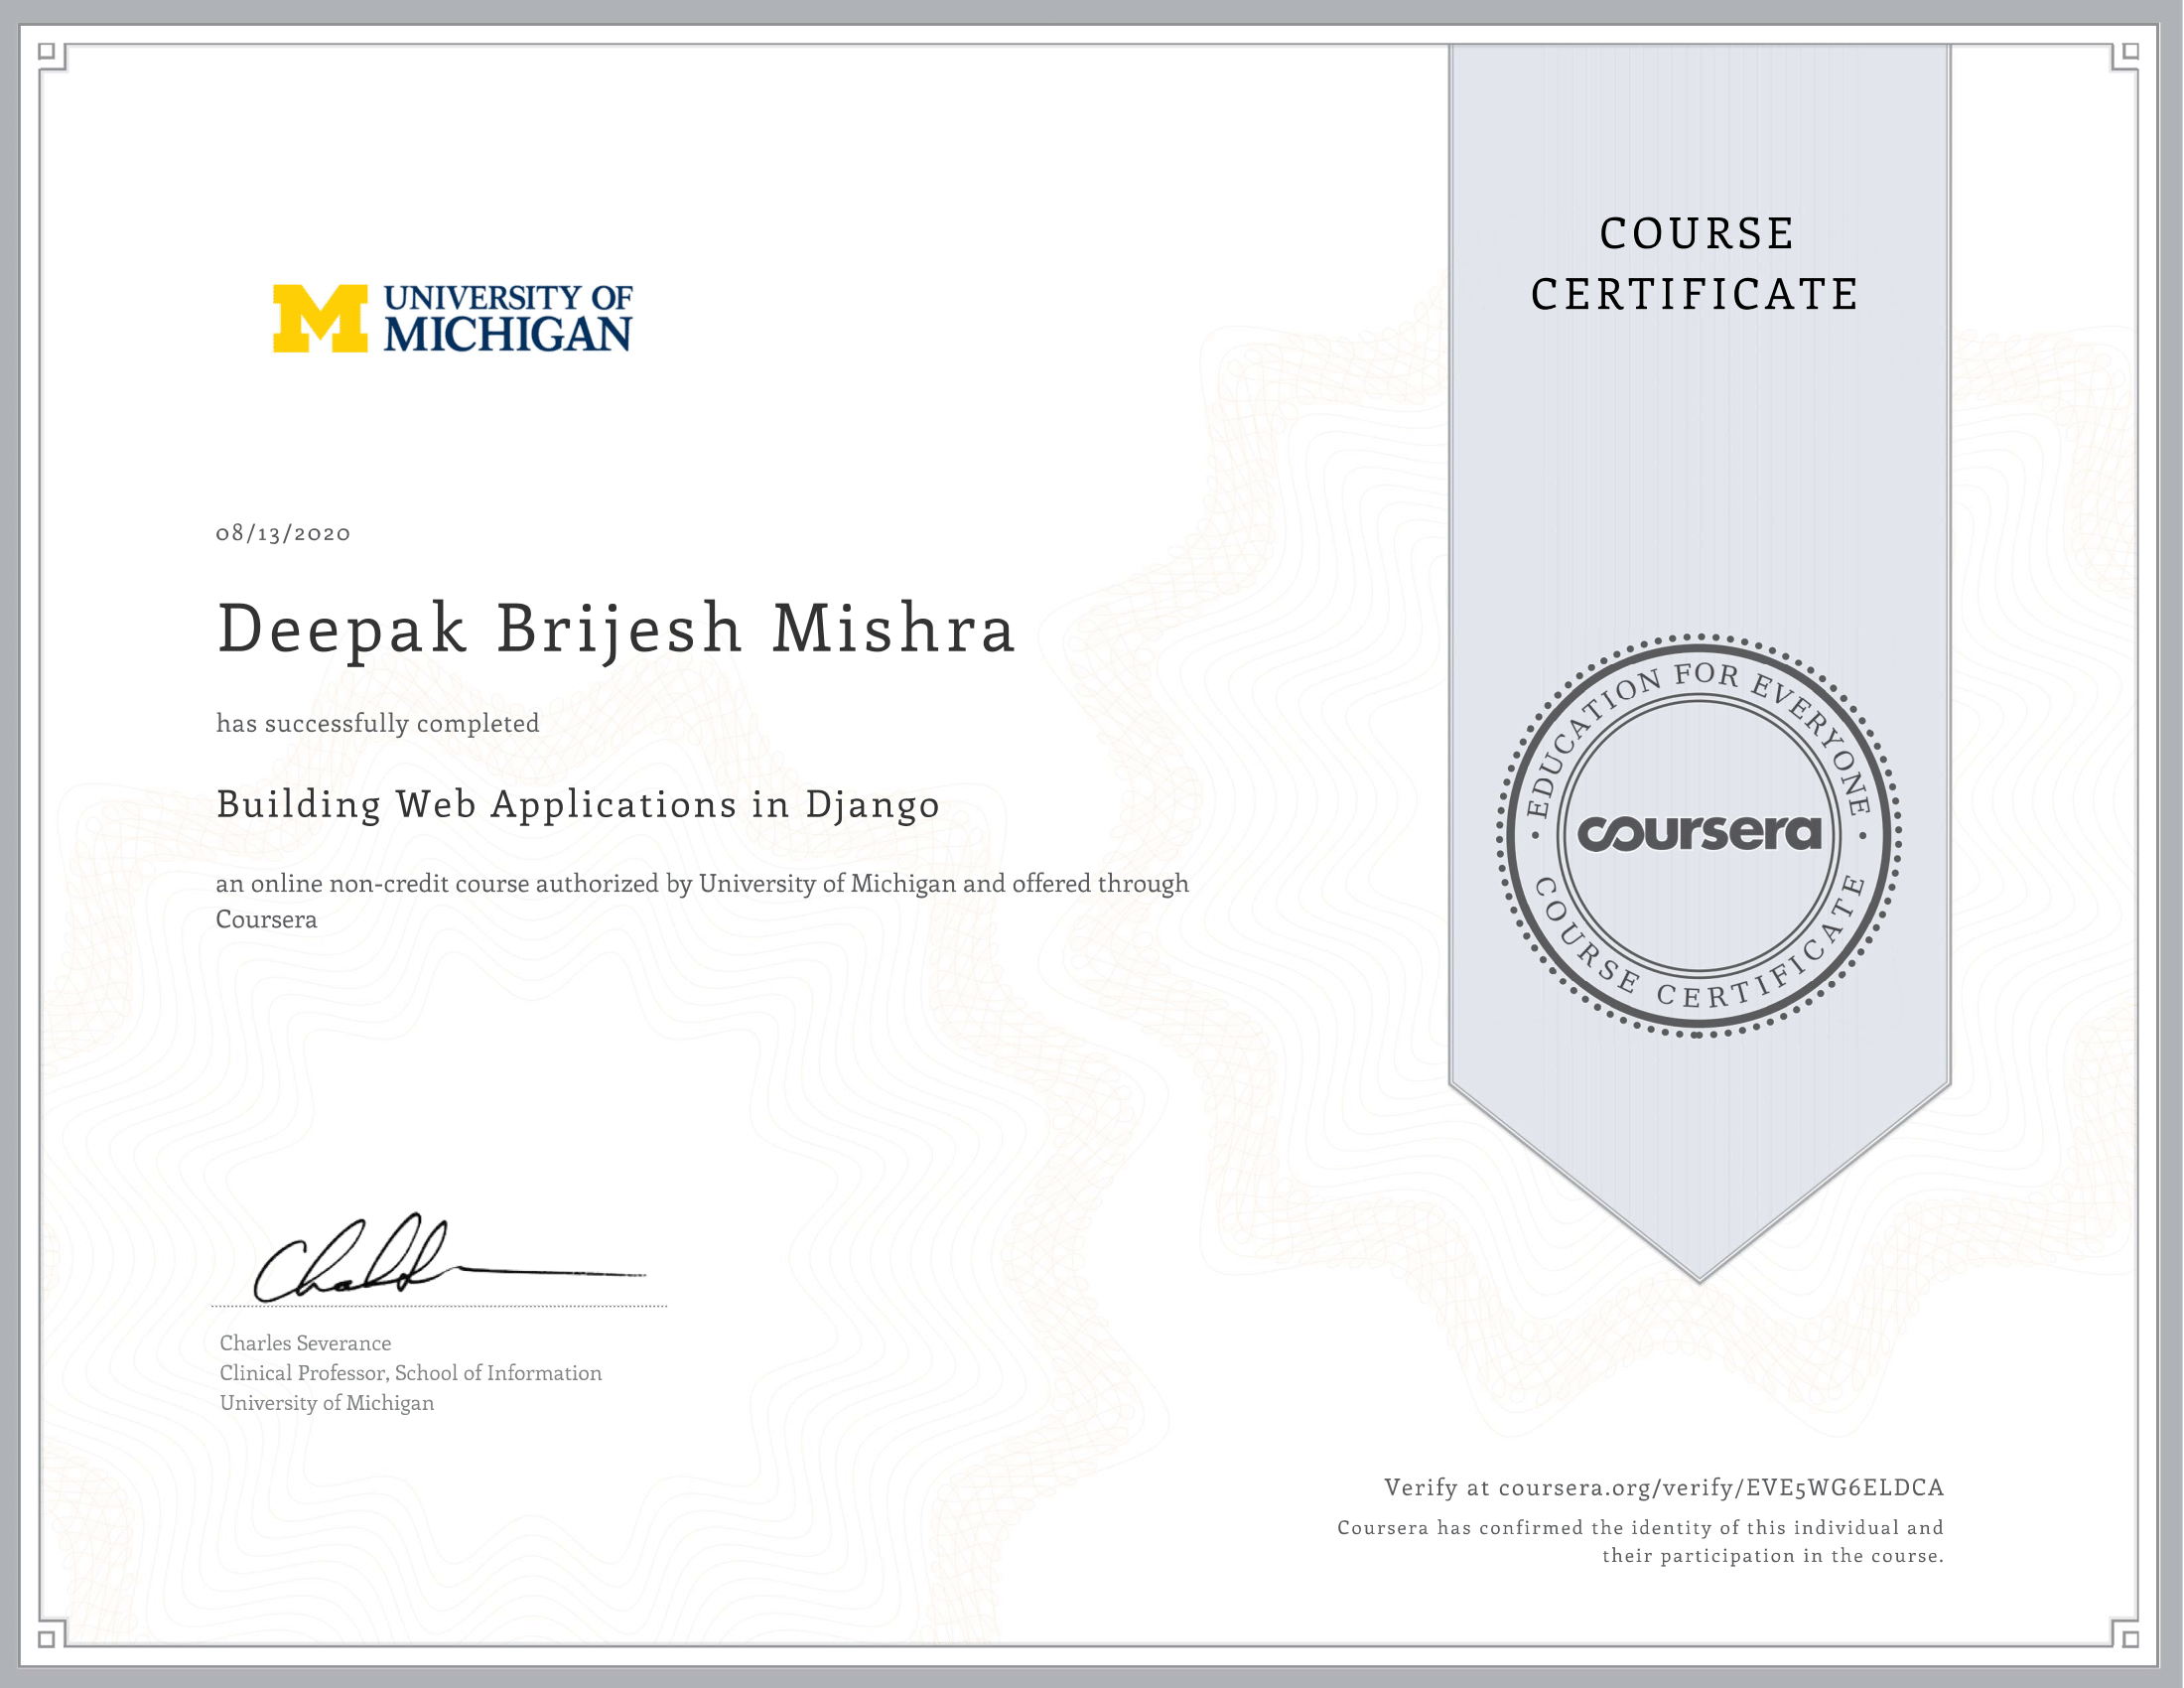 UNIVERSITY OF
MICHIGAN
COURSE
CERTIFICATE
08/13/2020
Deepak Brijesh Mishra
has successfully completed
Building Web Applications in Django
an online non-credit course authorized by University of Michigan and offered through
Coursera
EDUCATION FOR EVERYONE
coursera
COURSE CERTIFICATE
Charles Severance
Clinical Professor, School of Information
University of Michigan
Verify at coursera.org/verify/EVE5WG6ELDCA
Coursera has confirmed the identity of this individual and
their participation in the course.